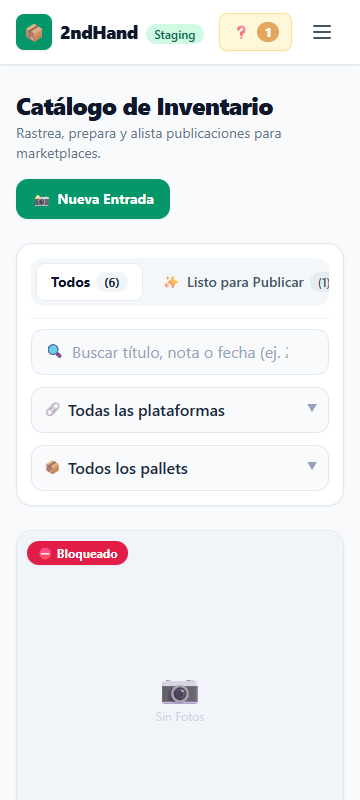 2ndHand Staging 1
Catálogo de Inventario
Rastrea, prepara y alista publicaciones para
marketplaces.
Nueva Entrada
Todos (6) Listo para Publicar (1)
Buscar título, nota o fecha (ej.
Todas las plataformas
Todos los pallets
Bloqueado
Sin Fotos